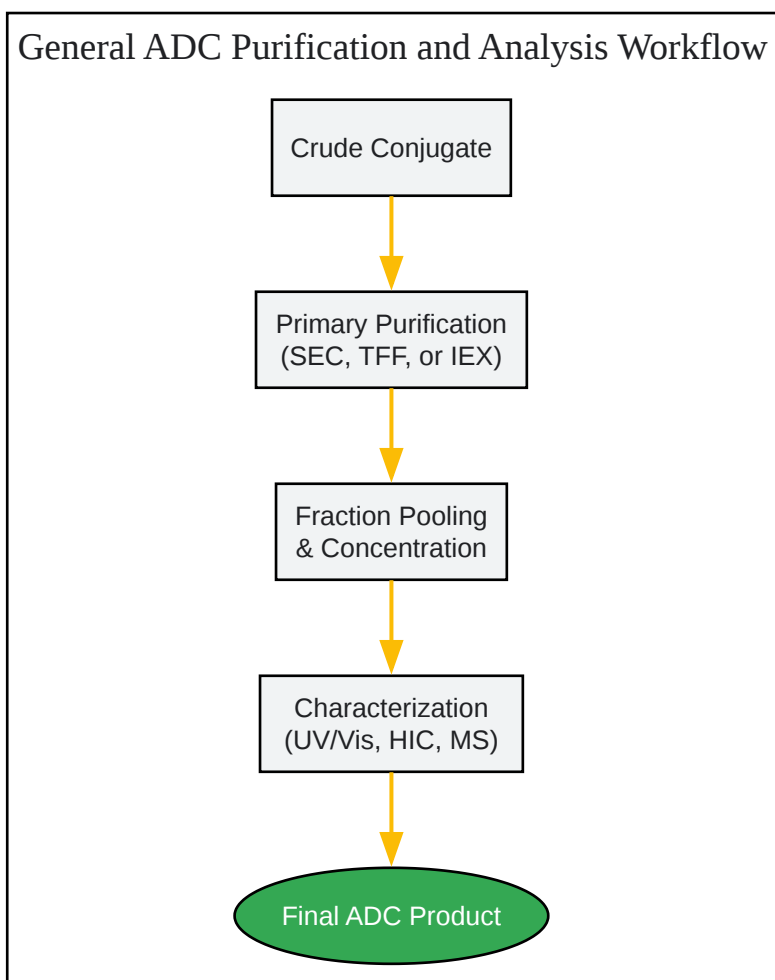 General ADC Purification and Analysis Workflow
Crude Conjugate
Primary Purification
(SEC, TFF, or IEX)
Fraction Pooling
& Concentration
Characterization
(UV/Vis, HIC, MS)
Final ADC Product